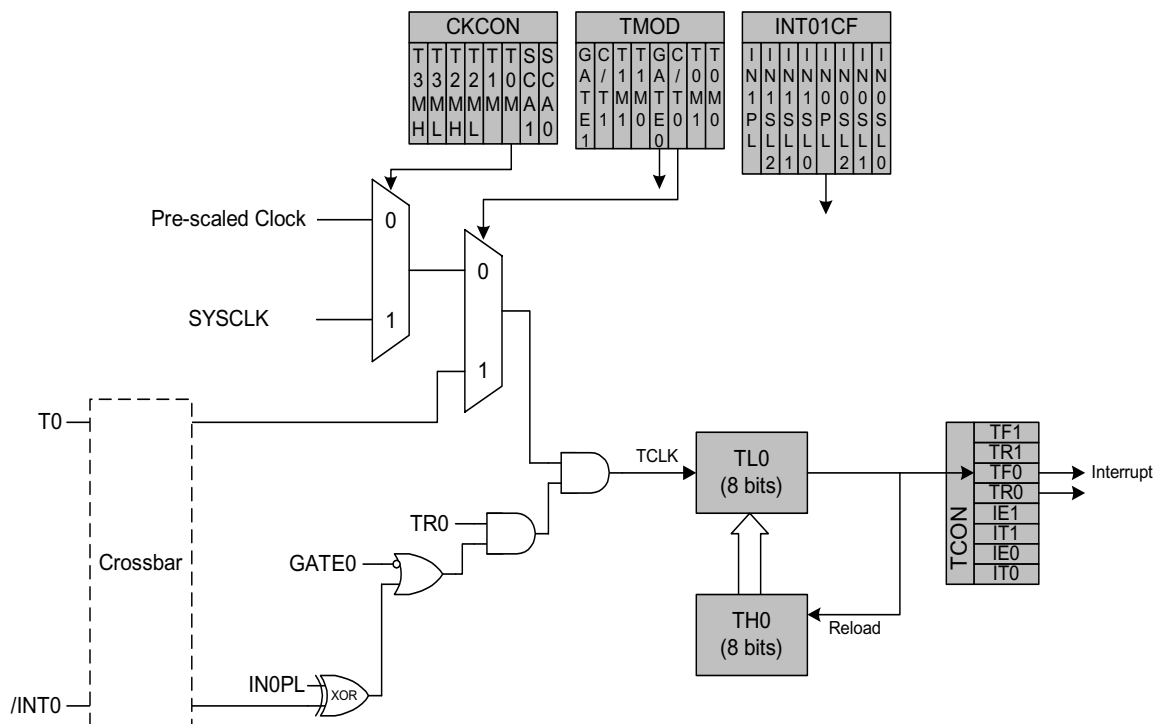 CKCON
TMOD
INT01CF
T3MH
T3ML
T2MH
T2ML
T1M
T0M
SCA1
SCA0
GATE1
C/T1
T1M1
T1M0
GATE0
C/T0
T0M1
T0M0
IN1PL
IN1SL2
IN1SL1
IN1SL0
IN0PL
IN0SL2
IN0SL1
IN0SL0
Pre-scaled Clock
0
0
SYSCLK
1
1
T0
Crossbar
TR0
GATE0
IN0PL
XOR
/INT0
TCLK
TL0
(8 bits)
TH0
(8 bits)
Reload
TCON
TF1
TR1
TF0
TR0
IE1
IT1
IE0
IT0
Interrupt